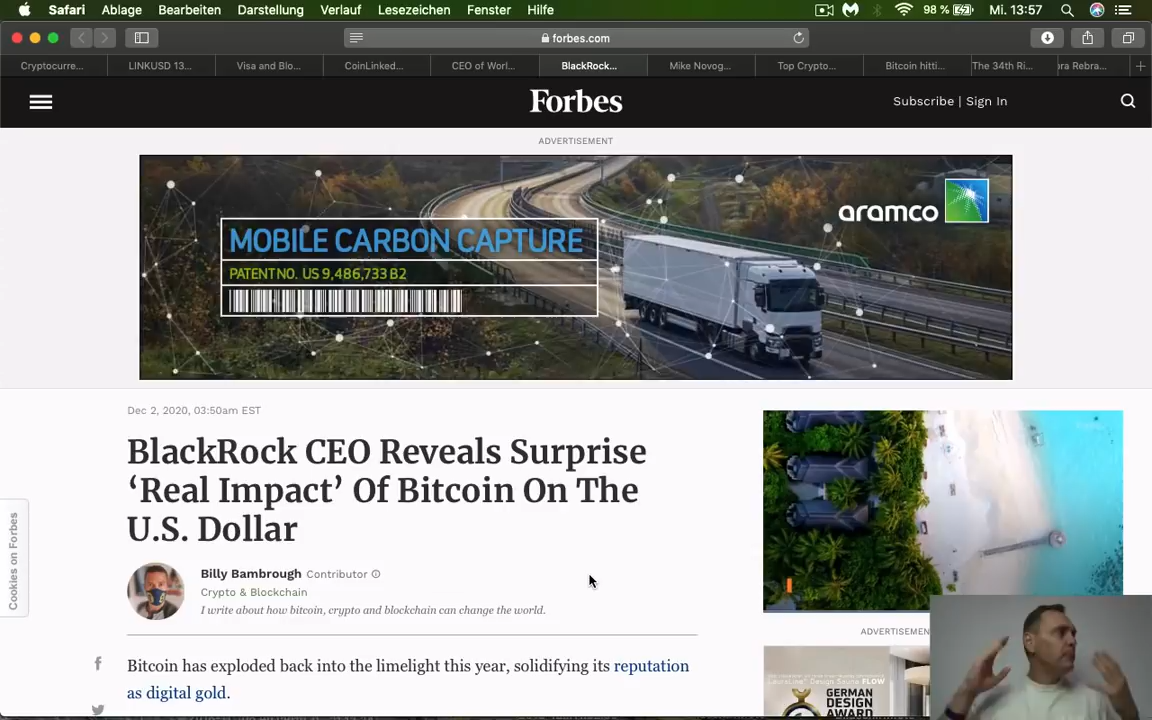 Safari Ablage Bearbeiten Darstellung Verlauf Lesezeichen Fenster Hilfe 98 % Mi. 13:57
forbes.com
Cryptocurre... LINKUSD 13... Visa and Blo... CoinLinked... CEO of Worl... BlackRock... Mike Novog... Top Crypto... Bitcoin hitti... The 34th Ri... ra Rebra...
Forbes
Subscribe | Sign In
ADVERTISEMENT
aramco
MOBILE CARBON CAPTURE
PATENT NO. US 9,486,733 B2
Dec 2, 2020, 03:50am EST
BlackRock CEO Reveals Surprise
‘Real Impact’ Of Bitcoin On The
U.S. Dollar
Billy Bambrough Contributor
Crypto & Blockchain
I write about how bitcoin, crypto and blockchain can change the world.
Cookies on Forbes
ADVERTISEMEN
Bitcoin has exploded back into the limelight this year, solidifying its reputation
as digital gold.
FLOW
GERMAN
DESIGN
AWARD